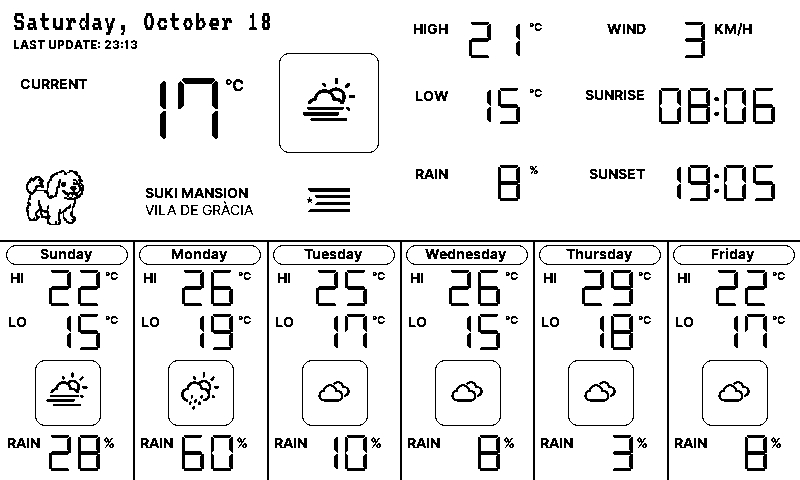 Saturday, October 18
LAST UPDATE: 23:13
CURRENT 17 °C
SUKI MANSION
VILA DE GRÀCIA
HIGH 21 °C
LOW 15 °C
RAIN 8 %
WIND 3 KM/H
SUNRISE 08:06
SUNSET 19:05
Sunday
HI 22 °C
LO 15 °C
RAIN 28 %
Monday
HI 26 °C
LO 19 °C
RAIN 60 %
Tuesday
HI 25 °C
LO 17 °C
RAIN 10 %
Wednesday
HI 26 °C
LO 15 °C
RAIN 8 %
Thursday
HI 29 °C
LO 18 °C
RAIN 3 %
Friday
HI 22 °C
LO 17 °C
RAIN 8 %